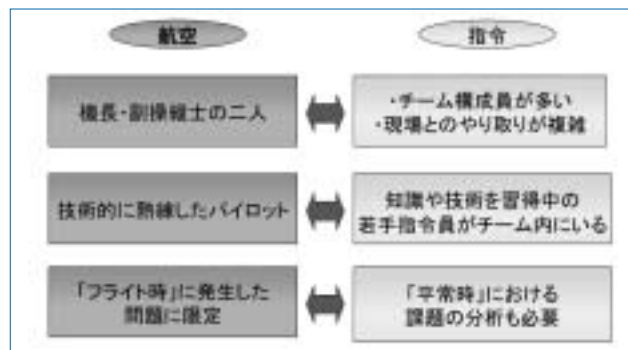 航空
指令
機長・副操縦士の二人
・チーム構成員が多い
・現場とのやり取りが複雑
技術的に熟練したパイロット
知識や技術を習得中の
若手指令員がチーム内にいる
「フライト時」に発生した
問題に限定
「平常時」における
課題の分析も必要